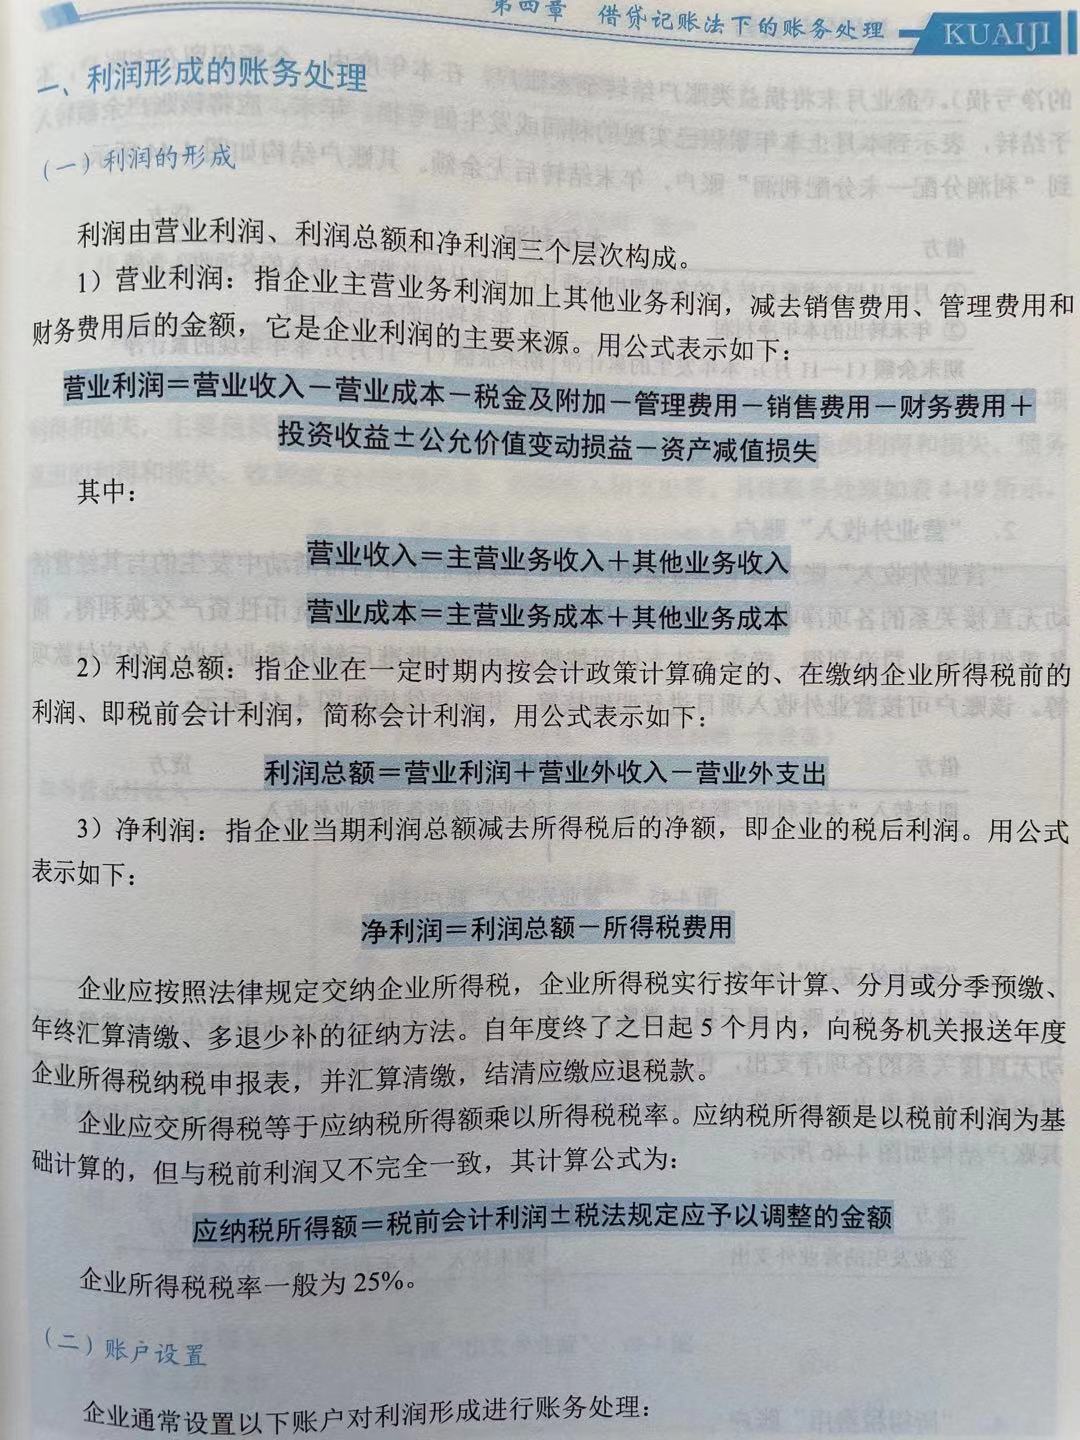 第四章 借贷记账法下的账务处理
KUAIJI
二、利润形成的账务处理
（一）利润的形成
利润由营业利润、利润总额和净利润三个层次构成。
1）营业利润：指企业主营业务利润加上其他业务利润，减去销售费用、管理费用和
财务费用后的金额，它是企业利润的主要来源。用公式表示如下：
营业利润＝营业收入－营业成本－税金及附加－管理费用－销售费用－财务费用＋
投资收益±公允价值变动损益－资产减值损失
其中：
营业收入＝主营业务收入＋其他业务收入
营业成本＝主营业务成本＋其他业务成本
2）利润总额：指企业在一定时期内按会计政策计算确定的、在缴纳企业所得税前的
利润、即税前会计利润，简称会计利润，用公式表示如下：
利润总额＝营业利润＋营业外收入－营业外支出
3）净利润：指企业当期利润总额减去所得税后的净额，即企业的税后利润。用公式
表示如下：
净利润＝利润总额－所得税费用
企业应按照法律规定交纳企业所得税，企业所得税实行按年计算、分月或分季预缴、
年终汇算清缴、多退少补的征纳方法。自年度终了之日起 5 个月内，向税务机关报送年度
企业所得税纳税申报表，并汇算清缴，结清应缴应退税款。
企业应交所得税等于应纳税所得额乘以所得税税率。应纳税所得额是以税前利润为基
础计算的，但与税前利润又不完全一致，其计算公式为：
应纳税所得额＝税前会计利润±税法规定应予以调整的金额
企业所得税税率一般为 25%。
（二）账户设置
企业通常设置以下账户对利润形成进行账务处理：